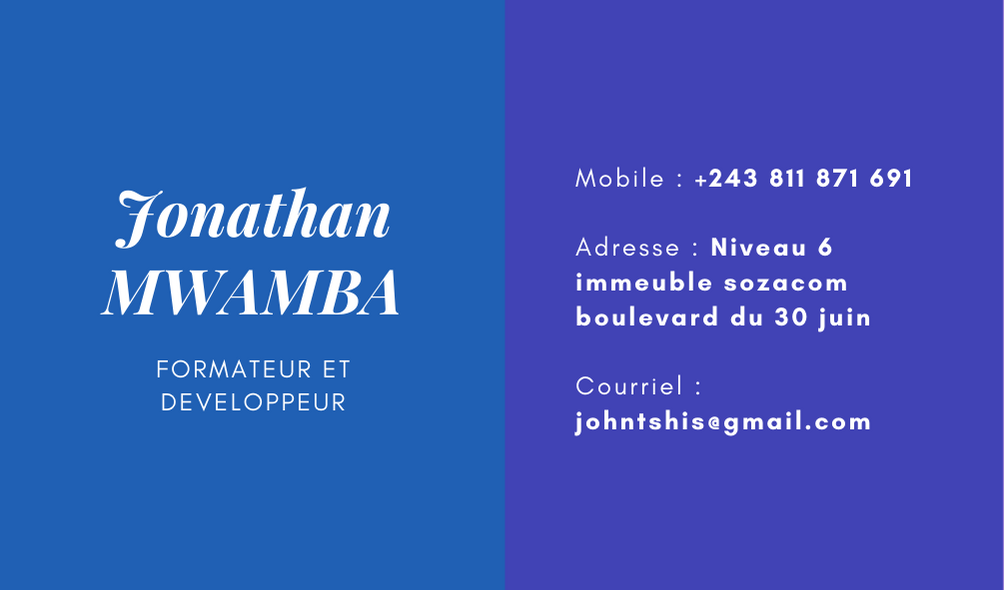 Jonathan
MWAMBA
FORMATEUR ET
DEVELOPPEUR
Mobile : +243 811 871 691
Adresse : Niveau 6
immeuble sozacom
boulevard du 30 juin
Courriel :
johntshis@gmail.com